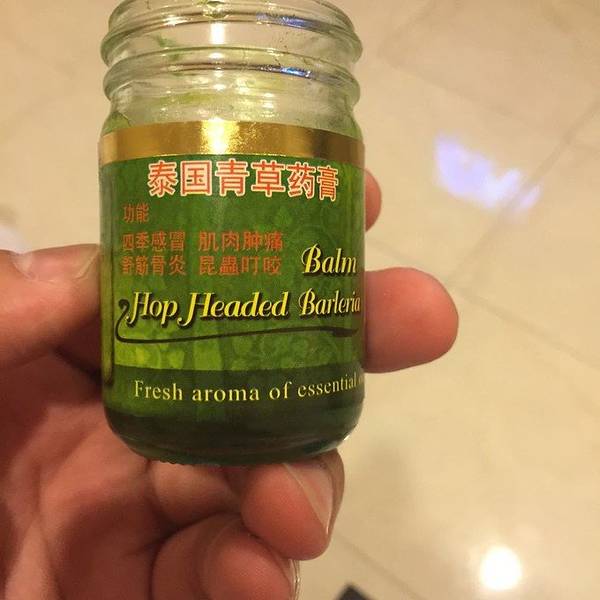 泰国青草药膏
功能
四季感冒 肌肉肿痛
舒筋骨炎 昆蟲叮咬
Balm
Hop Headed Barleria
Fresh aroma of essential